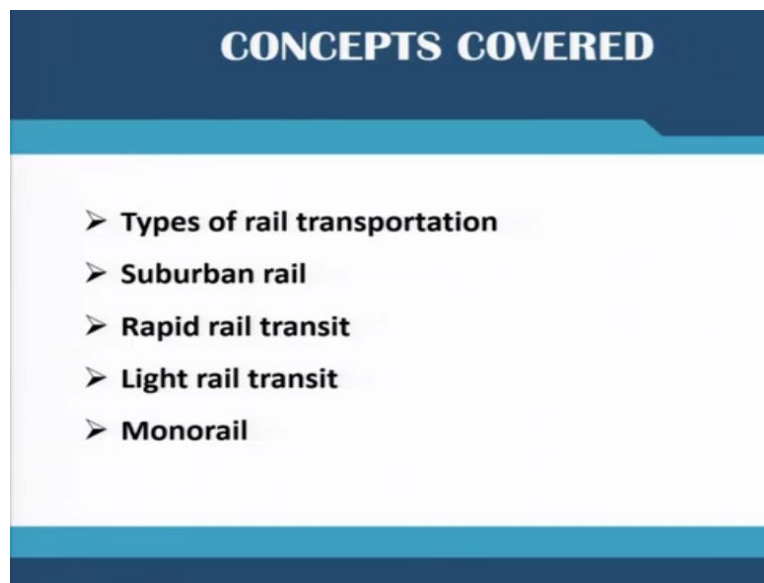 CONCEPTS COVERED
➤ Types of rail transportation
➤ Suburban rail
➤ Rapid rail transit
➤ Light rail transit
➤ Monorail